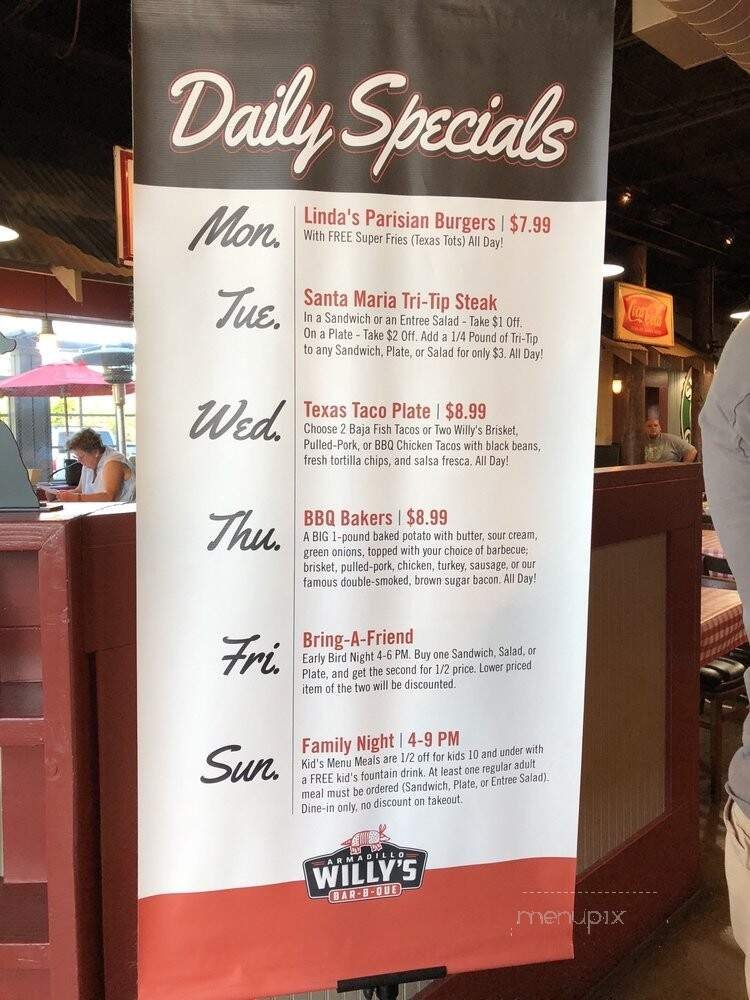 Daily Specials
Mon.
Linda's Parisian Burgers | $7.99
With FREE Super Fries (Texas Tots) All Day!
Tue.
Santa Maria Tri-Tip Steak
In a Sandwich or an Entree Salad - Take $1 Off.
On a Plate - Take $2 Off. Add a 1/4 Pound of Tri-Tip
to any Sandwich, Plate, or Salad for only $3. All Day!
Wed.
Texas Taco Plate | $8.99
Choose 2 Baja Fish Tacos or Two Willy's Brisket,
Pulled-Pork, or BBQ Chicken Tacos with black beans,
fresh tortilla chips, and salsa fresca. All Day!
Thu.
BBQ Bakers | $8.99
A BIG 1-pound baked potato with butter, sour cream,
green onions, topped with your choice of barbecue;
brisket, pulled-pork, chicken, turkey, sausage, or our
famous double-smoked, brown sugar bacon. All Day!
Fri.
Bring-A-Friend
Early Bird Night 4-6 PM. Buy one Sandwich, Salad, or
Plate, and get the second for 1/2 price. Lower priced
item of the two will be discounted.
Sun.
Family Night | 4-9 PM
Kid's Menu Meals are 1/2 off for kids 10 and under with
a FREE kid's fountain drink. At least one regular adult
meal must be ordered (Sandwich, Plate, or Entree Salad).
Dine-in only, no discount on takeout.
ARMADILLO
WILLY'S
BAR-B-QUE
Coca-Cola
menupix